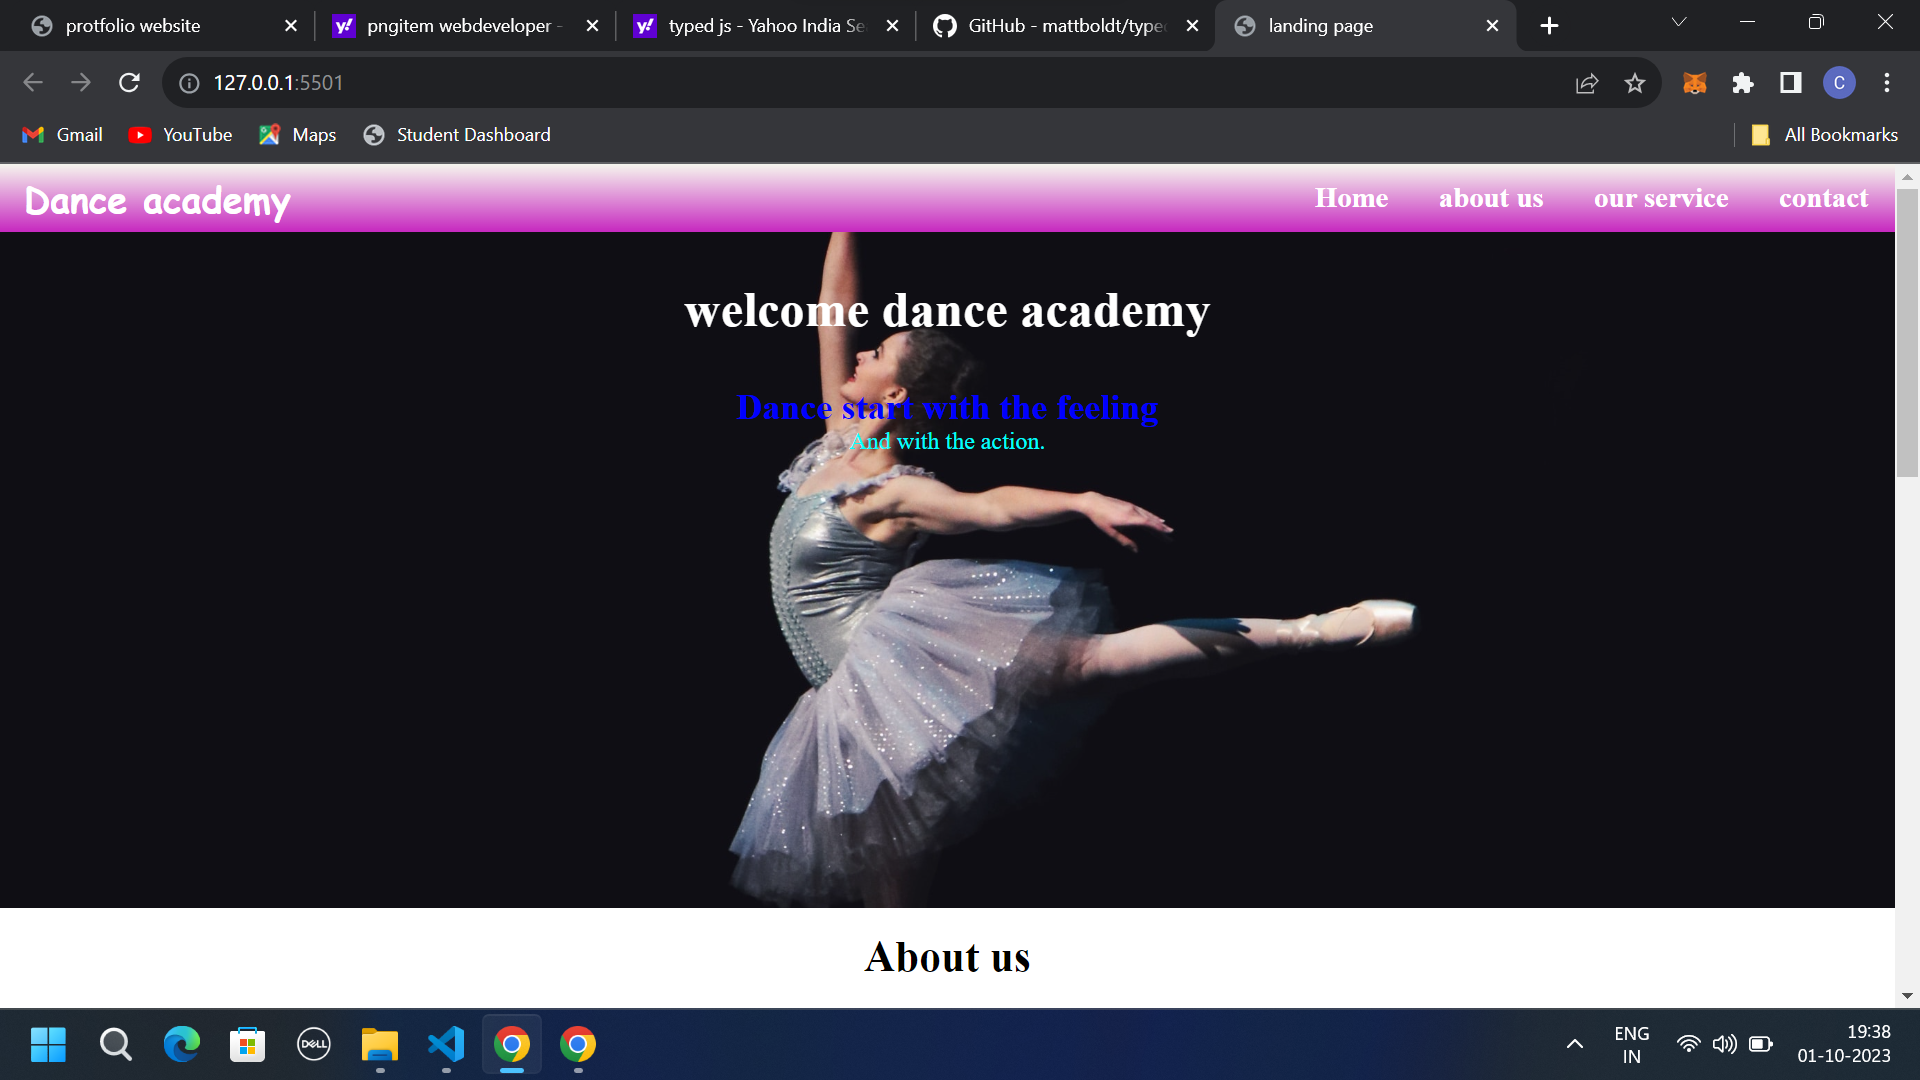 protfolio website
pngitem webdeveloper -
typed js - Yahoo India Se
GitHub - mattboldt/type
landing page
127.0.0.1:5501
C
Gmail
YouTube
Maps
Student Dashboard
All Bookmarks
Dance academy
Home
about us
our service
contact
welcome dance academy
Dance start with the feeling
And with the action.
About us
DELL
ENG
IN
19:38
01-10-2023